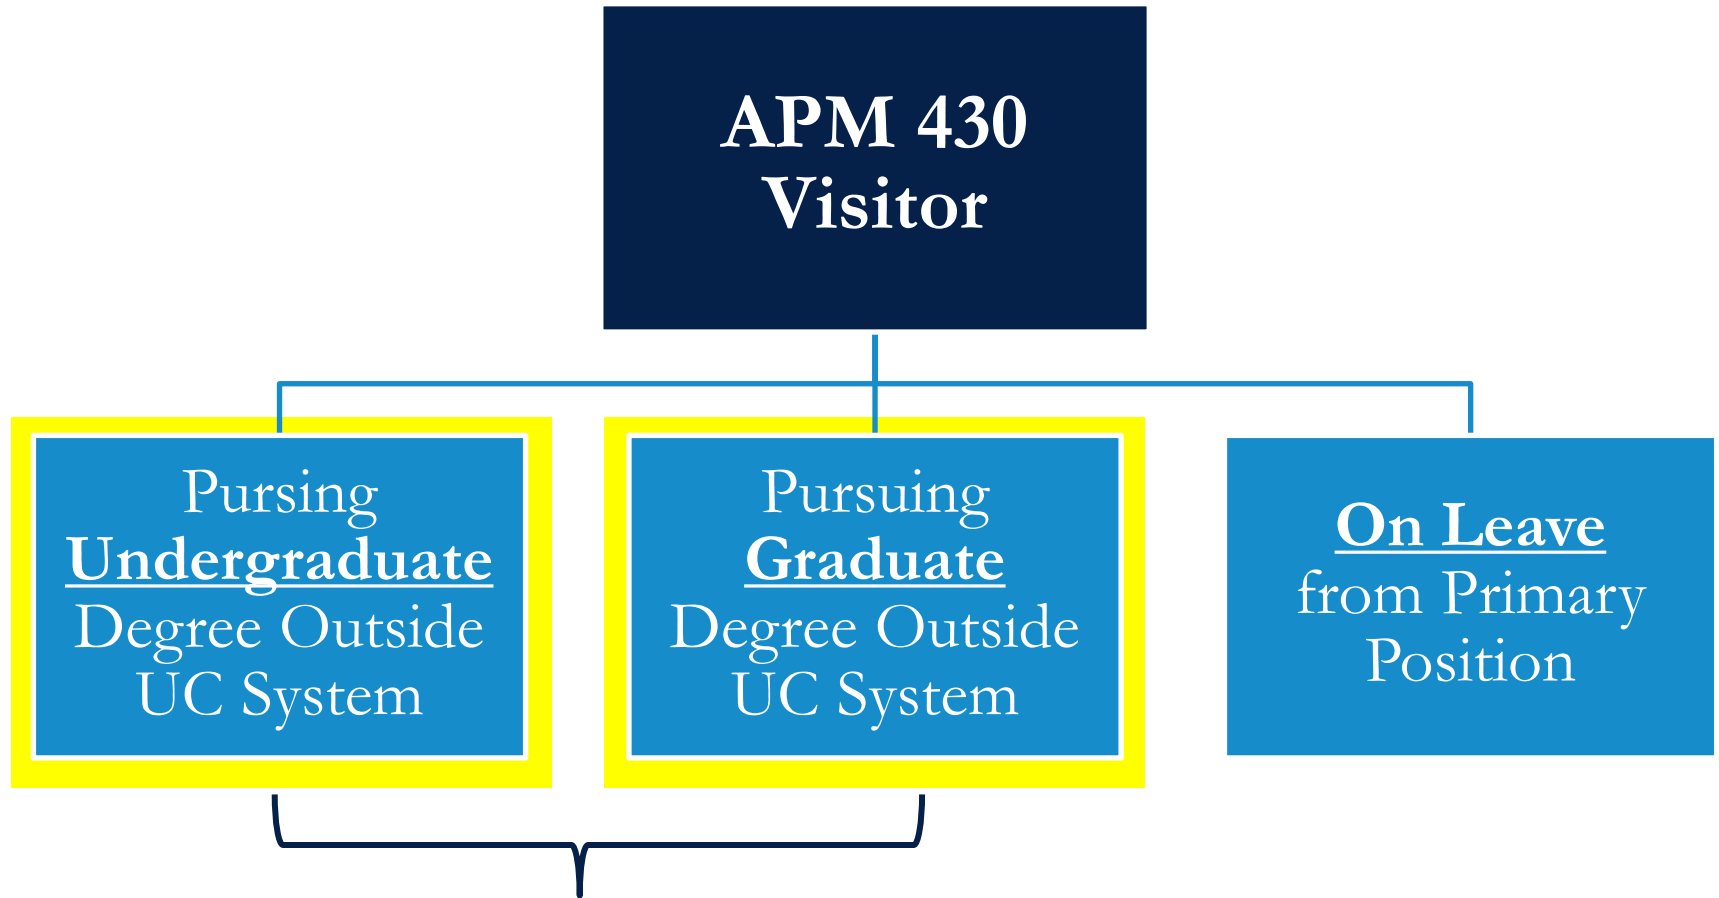 APM 430
Visitor
Pursing
Undergraduate
Degree Outside
UC System
Pursuing
Graduate
Degree Outside
UC System
On Leave
from Primary
Position